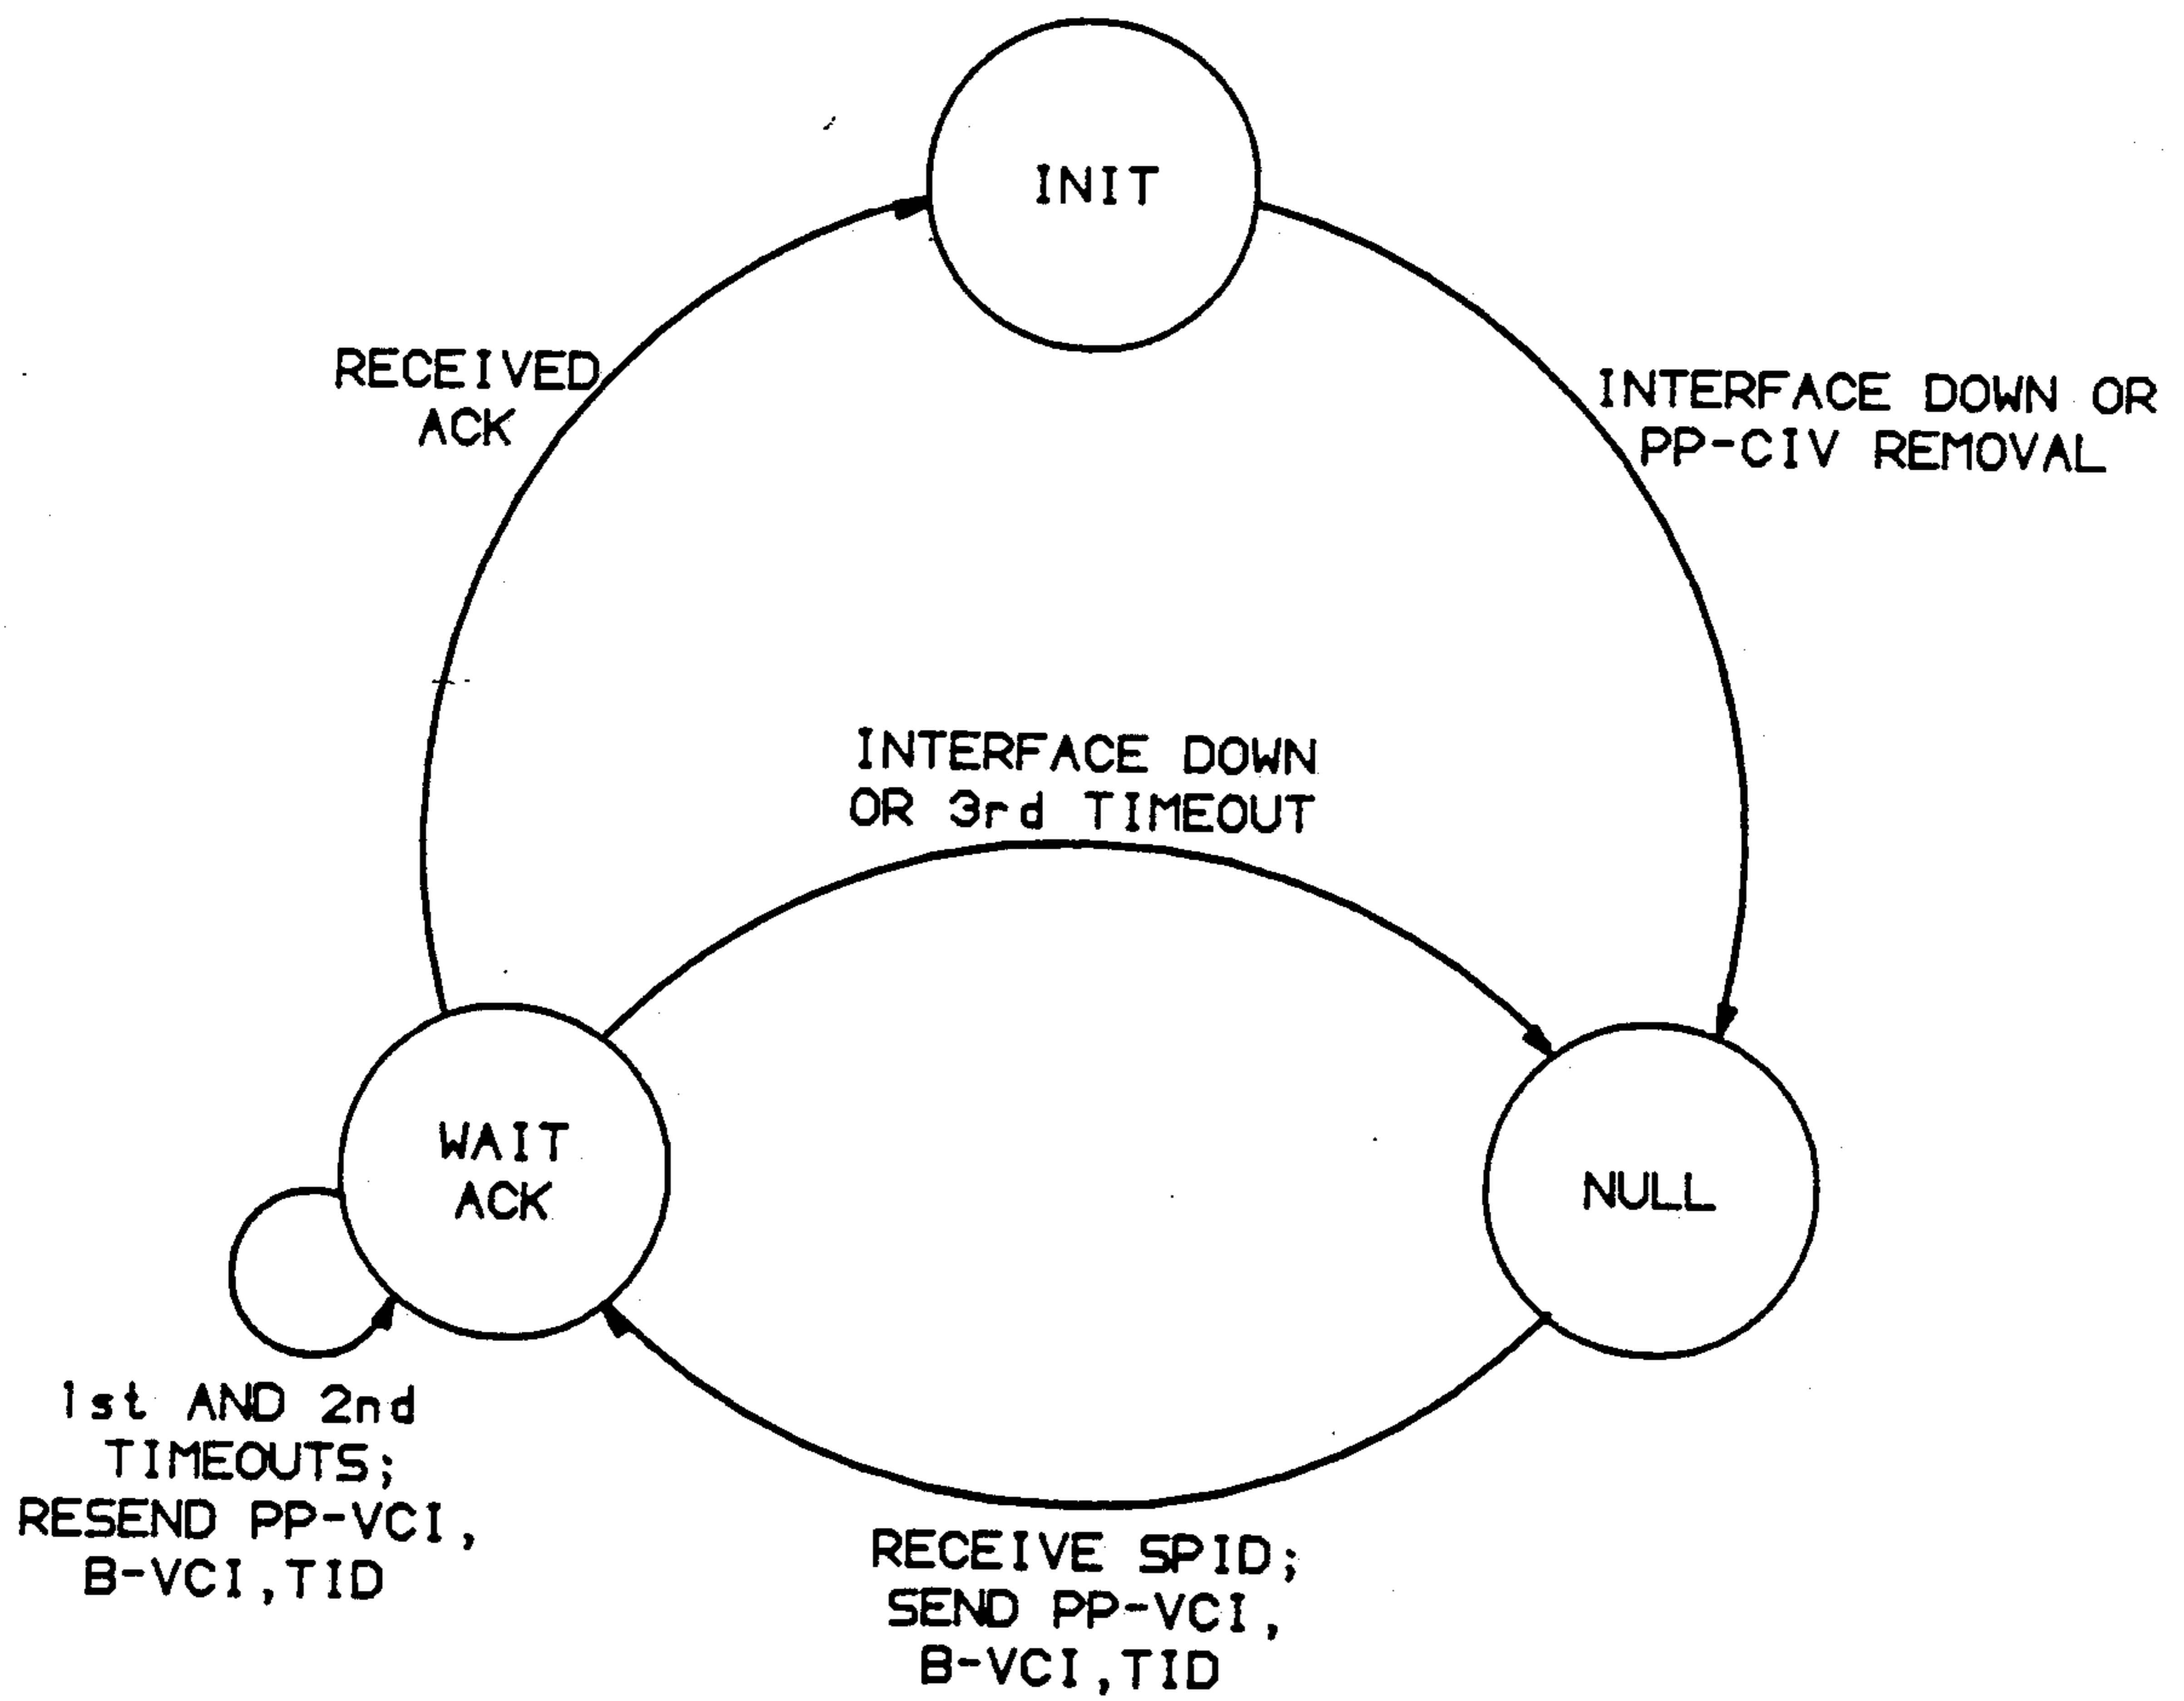 INIT
RECEIVED
ACK
INTERFACE DOWN OR
PP-CIV REMOVAL
INTERFACE DOWN
OR 3rd TIMEOUT
WAIT
ACK
NULL
1st AND 2nd
TIMEOUTS;
RESEND PP-VCI,
B-VCI,TID
RECEIVE SPID;
SEND PP-VCI,
B-VCI,TID